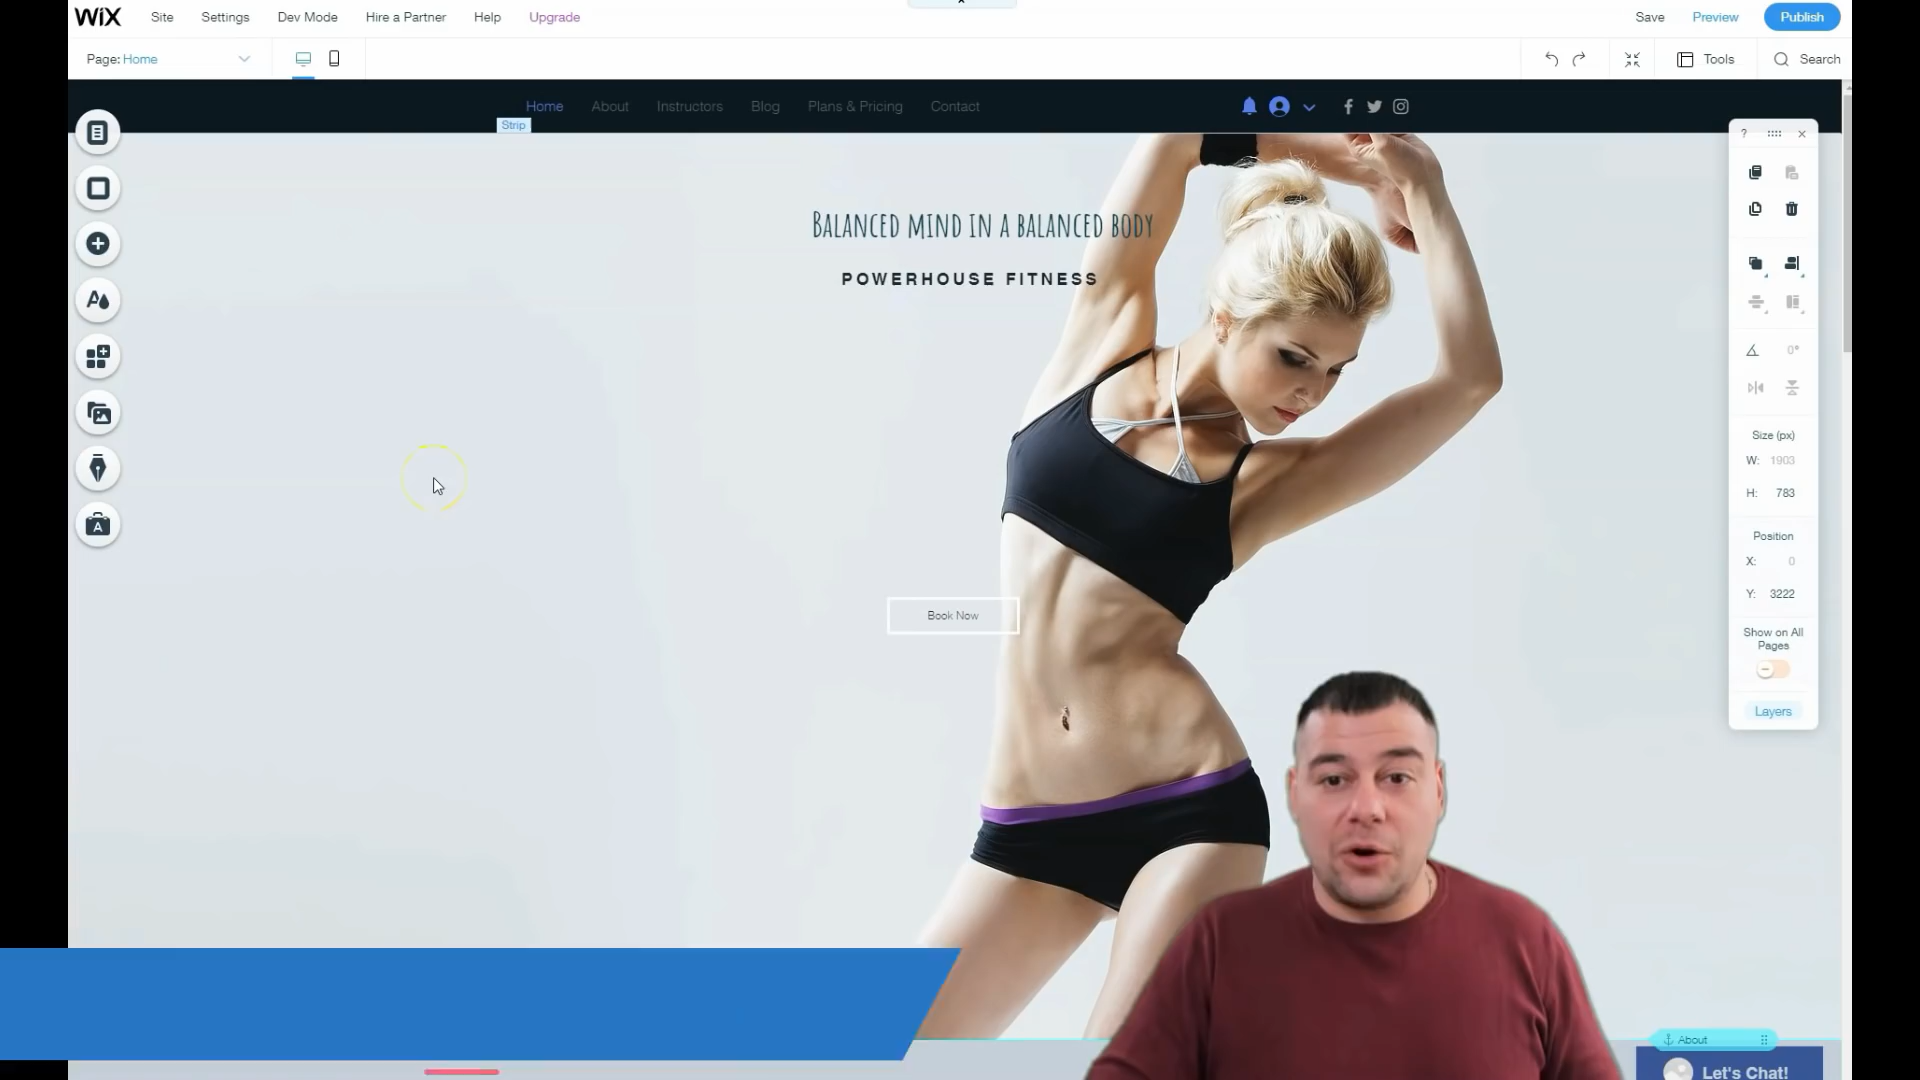 WiX Site Settings Dev Mode Hire a Partner Help Upgrade Save Preview Publish
Page: Home Tools Search
Home About Instructors Blog Plans & Pricing Contact
Strip
?
BALANCED MIND IN A BALANCED BODY
POWERHOUSE FITNESS
0°
Size (px)
W: 1903
H: 783
Position
X: 0
Y: 3222
Show on All
Pages
Layers
Book Now
About
Let's Chat!